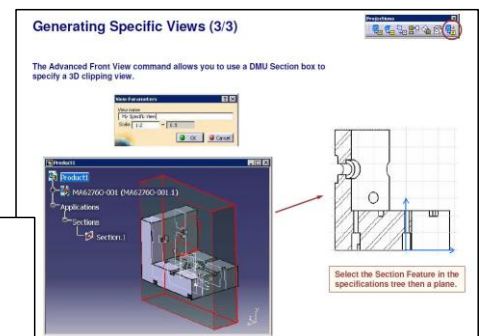 Generating Specific Views (3/3)
Projections
The Advanced Front View command allows you to use a DMU Section box to
specify a 3D clipping view.
View Parameters
View name
My Specific View
Scale 1:2
OK Cancel
Product1
Product1
MA62760-001 (MA62760-001.1)
Applications
Sections
Section.1
Select the Section Feature in the
specifications tree then a plane.